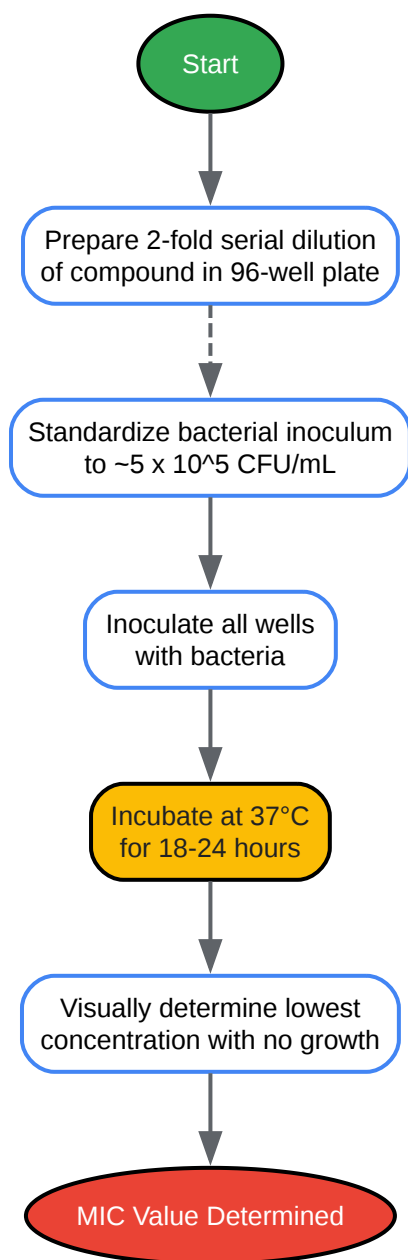 Start
Prepare 2-fold serial dilution
of compound in 96-well plate
Standardize bacterial inoculum
to ~5 x 10^5 CFU/mL
Inoculate all wells
with bacteria
Incubate at 37°C
for 18-24 hours
Visually determine lowest
concentration with no growth
MIC Value Determined